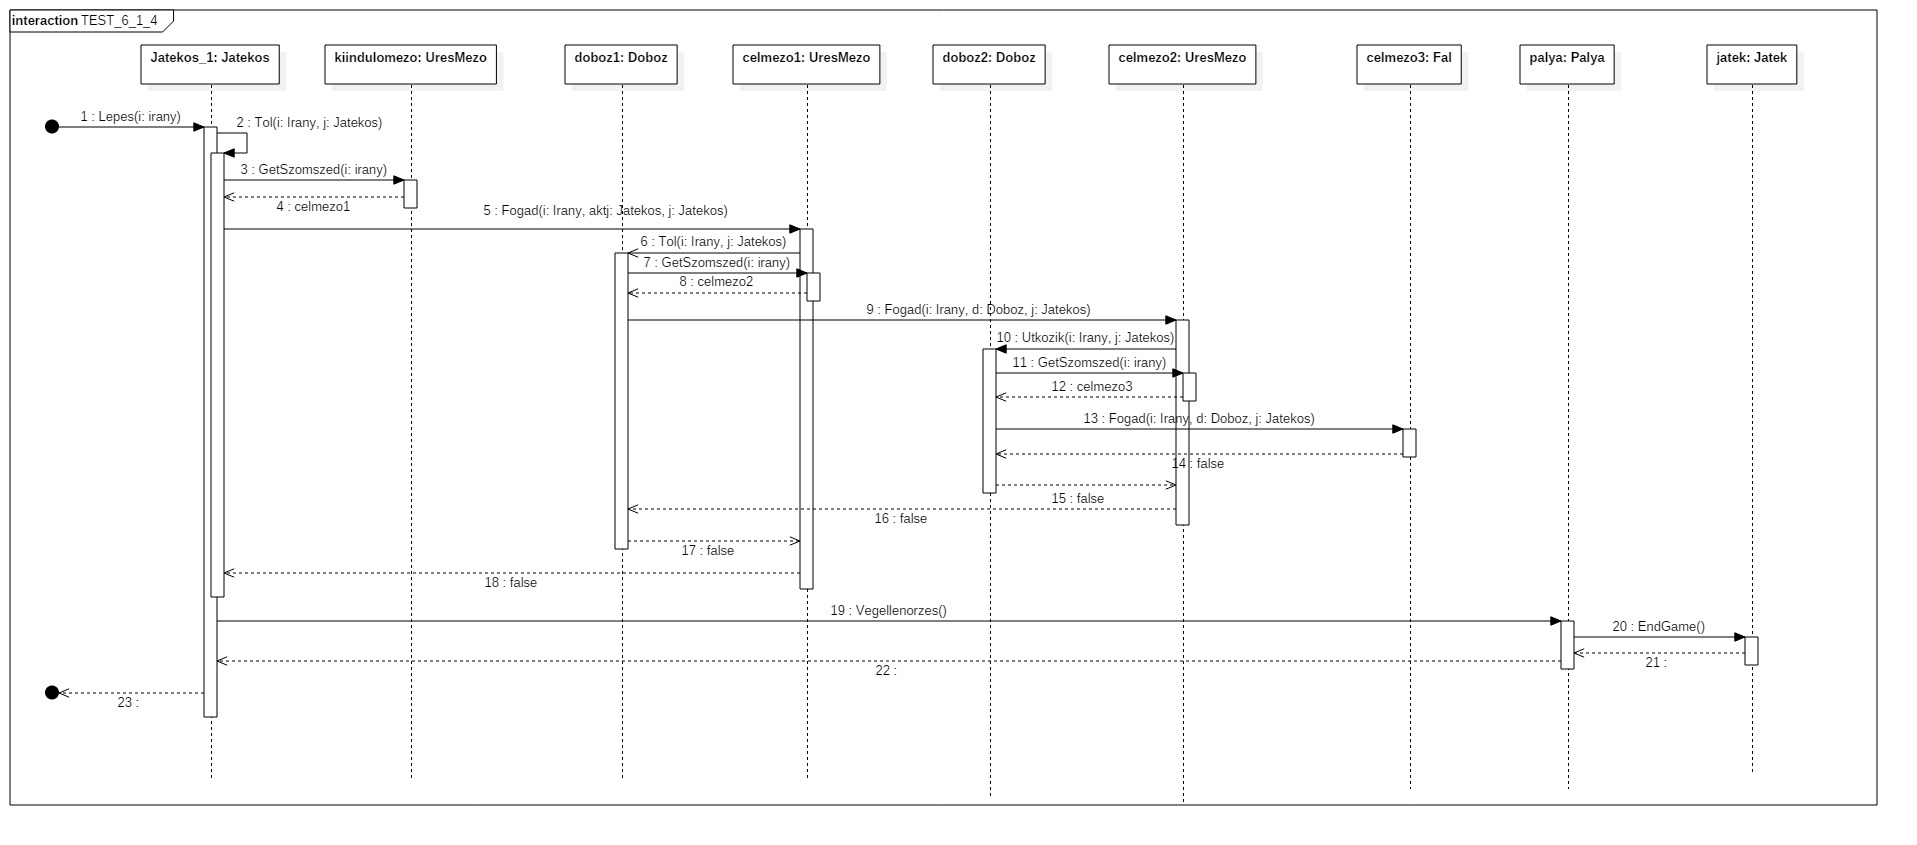 interaction TEST_6_1_4
Jatekos_1: Jatekos
kiindulomezo: UresMezo
doboz1: Doboz
celmezo1: UresMezo
doboz2: Doboz
celmezo2: UresMezo
celmezo3: Fal
palya: Palya
jatek: Jatek
1 : Lepes(i: irany)
2 : Tol(i: Irany, j: Jatekos)
3 : GetSzomszed(i: irany)
4 : celmezo1
5 : Fogad(i: Irany, aktj: Jatekos, j: Jatekos)
6 : Tol(i: Irany, j: Jatekos)
7 : GetSzomszed(i: irany)
8 : celmezo2
9 : Fogad(i: Irany, d: Doboz, j: Jatekos)
10 : Utkozik(i: Irany, j: Jatekos)
11 : GetSzomszed(i: irany)
12 : celmezo3
13 : Fogad(i: Irany, d: Doboz, j: Jatekos)
14 : false
15 : false
16 : false
17 : false
18 : false
19 : Vegellenorzes()
20 : EndGame()
21 :
22 :
23 :